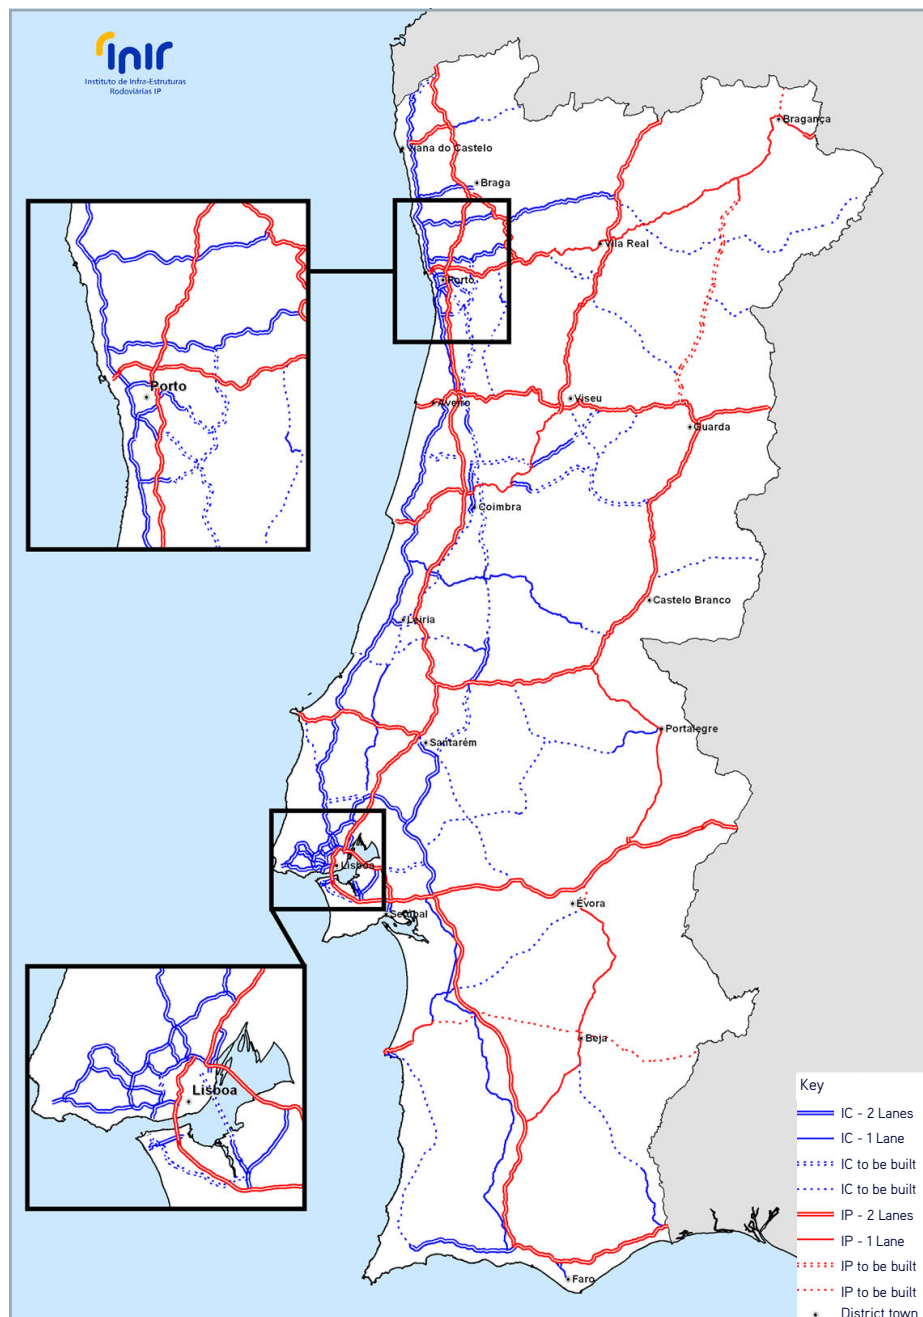 inir
Instituto de Infra-Estruturas
Rodoviárias IP
Bragança
Viana do Castelo
Braga
Vila Real
Porto
Porto
Aveiro
Viseu
Guarda
Coimbra
Castelo Branco
Leiria
Portalegre
Santarém
Lisboa
Évora
Setúbal
Beja
Lisboa
Faro
Key
IC - 2 Lanes
IC - 1 Lane
IC to be built
IC to be built
IP - 2 Lanes
IP - 1 Lane
IP to be built
IP to be built
District town